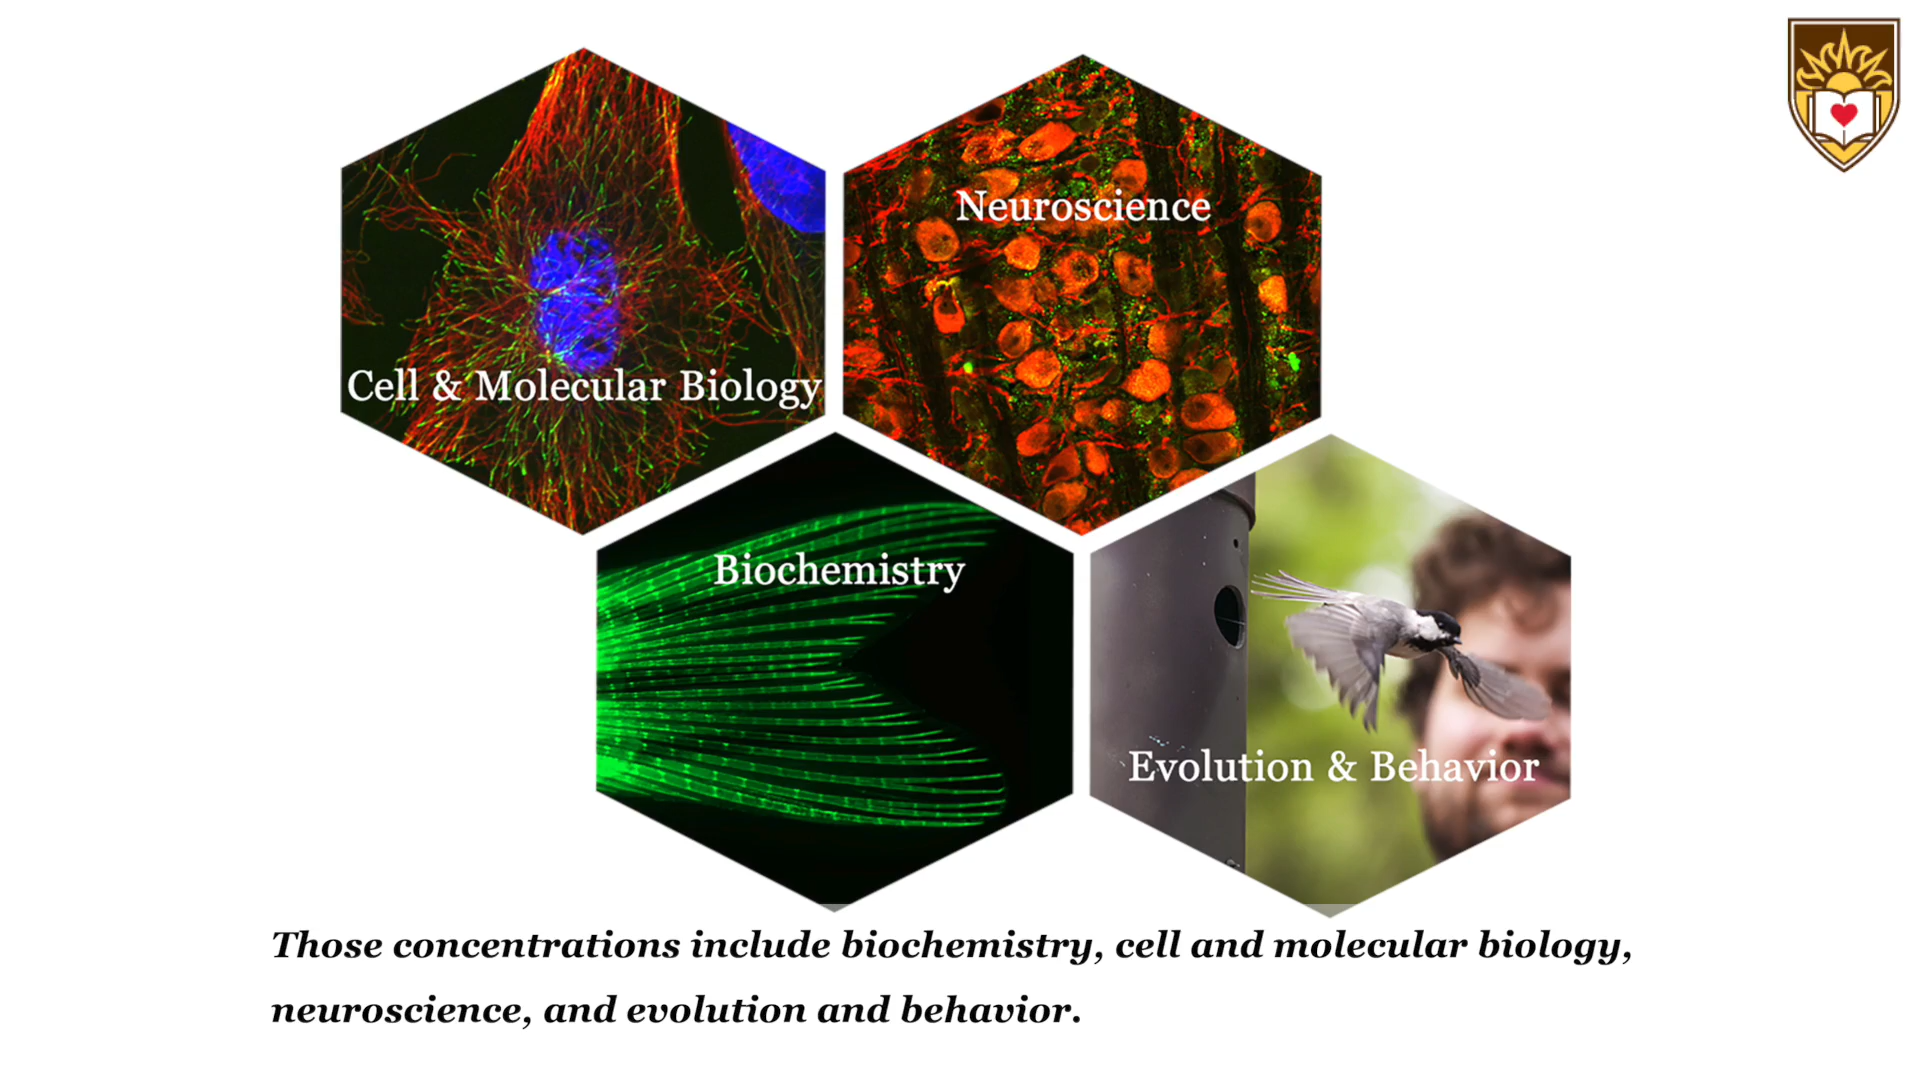 Neuroscience
Cell & Molecular Biology
Biochemistry
Evolution & Behavior
Those concentrations include biochemistry, cell and molecular biology,
neuroscience, and evolution and behavior.